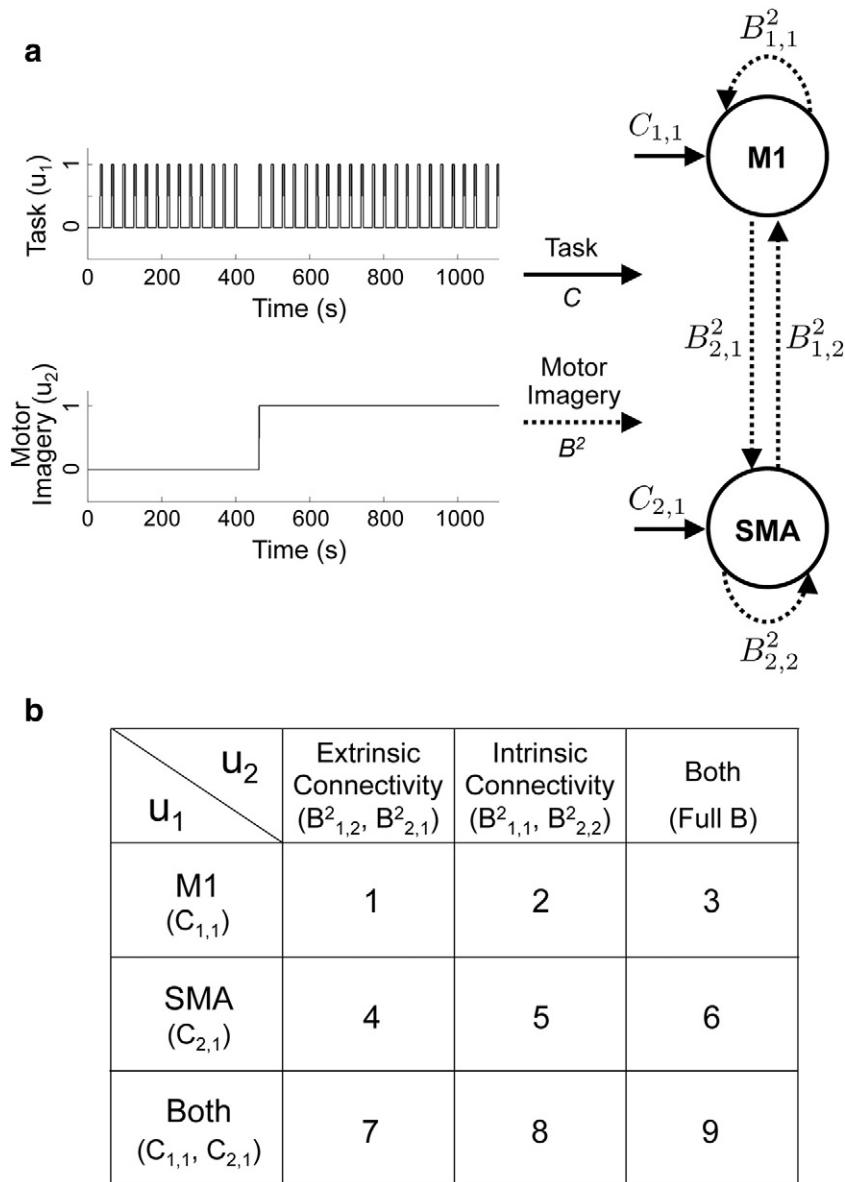 a
Task (u₁)
1
0
0 200 400 600 800 1000
Time (s)
Motor
Imagery (u₂)
1
0
0 200 400 600 800 1000
Time (s)
Task
C
Motor
Imagery
B²
B²₁,₁
C₁,₁
M1
B²₂,₁
B²₁,₂
C₂,₁
SMA
B²₂,₂
b
u₂
u₁
Extrinsic
Connectivity
(B²₁,₂, B²₂,₁)
Intrinsic
Connectivity
(B²₁,₁, B²₂,₂)
Both
(Full B)
M1
(C₁,₁)
1 2 3
SMA
(C₂,₁)
4 5 6
Both
(C₁,₁, C₂,₁)
7 8 9